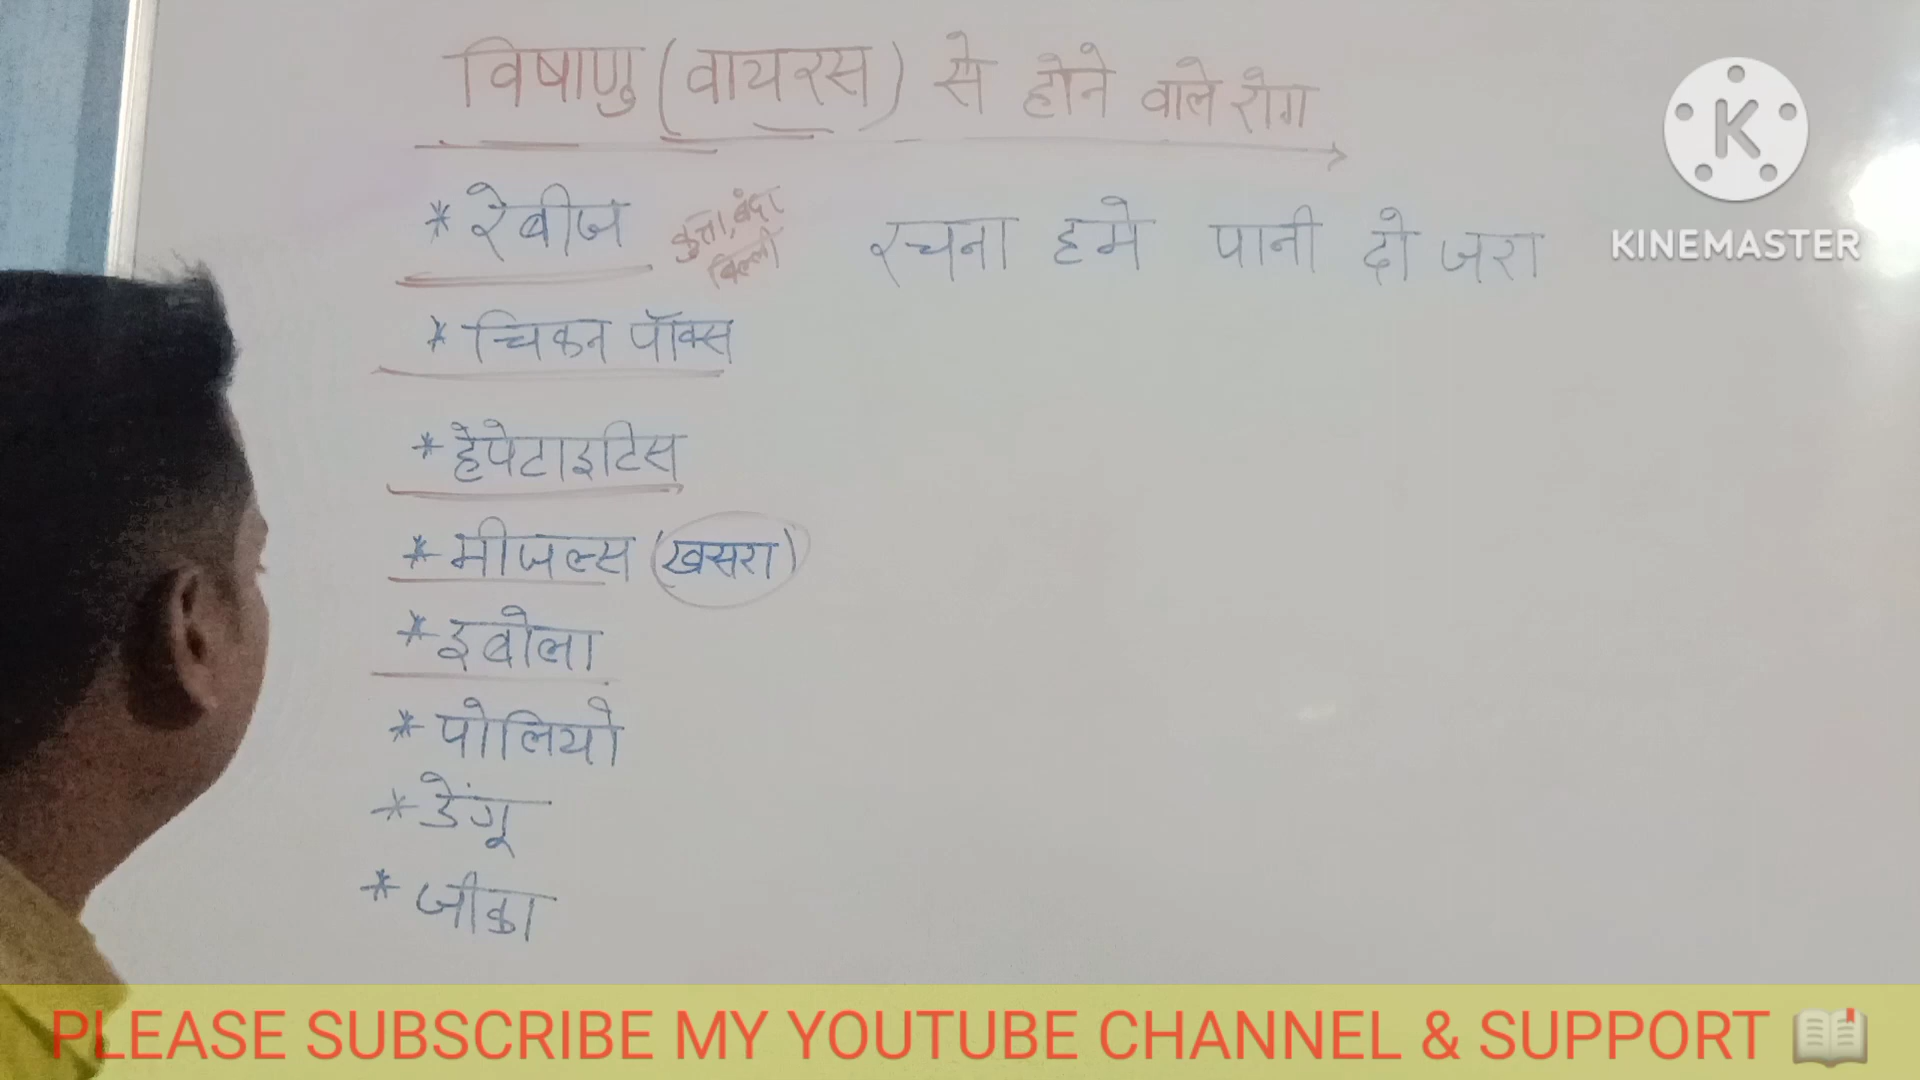 विषाणु (वायरस) से होने वाले रोग
* रेबीज कुत्ता, बंदर
बिल्ली
रचना हमे पानी दो जरा
* चिकन पॉक्स
* हेपेटाइटिस
* मीजल्स (खसरा)
* इबोला
* पोलियो
* डेंगू
* जीका
K
KINEMASTER
PLEASE SUBSCRIBE MY YOUTUBE CHANNEL & SUPPORT 📖